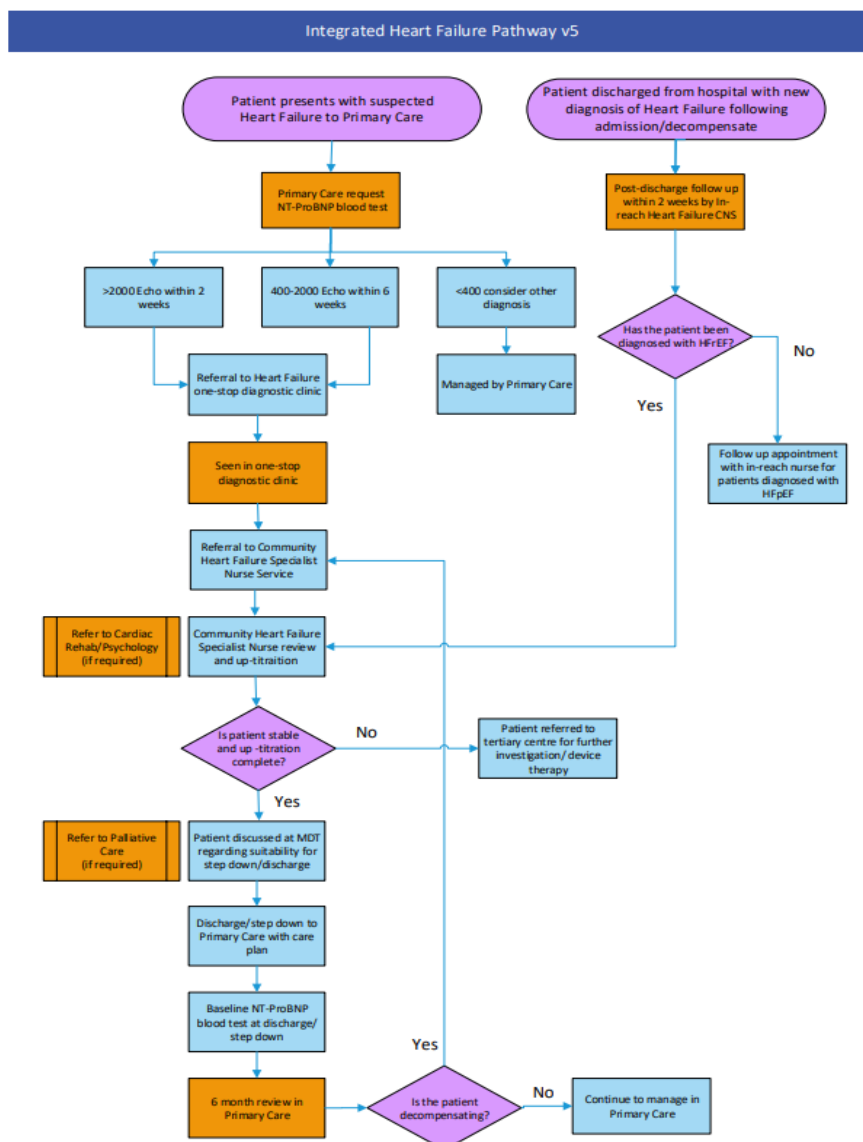 Integrated Heart Failure Pathway v5
Patient presents with suspected
Heart Failure to Primary Care
Patient discharged from hospital with new
diagnosis of Heart Failure following
admission/decompensate
Primary Care request
NT-ProBNP blood test
Post-discharge follow up
within 2 weeks by In-
reach Heart Failure CNS
>2000 Echo within 2
weeks
400-2000 Echo within 6
weeks
<400 consider other
diagnosis
Has the patient been
diagnosed with HFrEF?
No
Yes
Referral to Heart Failure
one-stop diagnostic clinic
Managed by Primary Care
Follow up appointment
with in-reach nurse for
patients diagnosed with
HFpEF
Seen in one-stop
diagnostic clinic
Referral to Community
Heart Failure Specialist
Nurse Service
Refer to Cardiac
Rehab/Psychology
(if required)
Community Heart Failure
Specialist Nurse review
and up-titraition
Is patient stable
and up -titration
complete?
No
Patient referred to
tertiary centre for further
investigation/ device
therapy
Yes
Refer to Palliative
Care
(if required)
Patient discussed at MDT
regarding suitability for
step down/discharge
Discharge/step down to
Primary Care with care
plan
Baseline NT-ProBNP
blood test at discharge/
step down
Yes
6 month review in
Primary Care
Is the patient
decompensating?
No
Continue to manage in
Primary Care